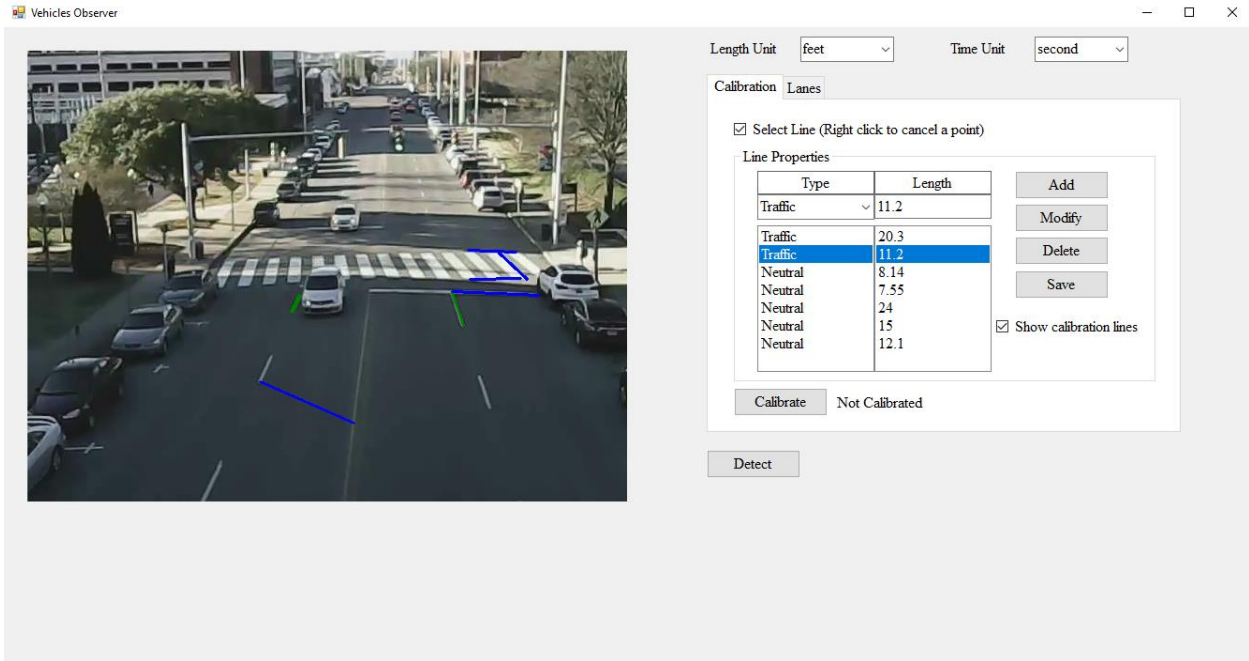 Vehicles Observer
Length Unit feet Time Unit second
Calibration Lanes
Select Line (Right click to cancel a point)
Line Properties
Type Length
Traffic 11.2
Traffic 20.3
Traffic 11.2
Neutral 8.14
Neutral 7.55
Neutral 24
Neutral 15
Neutral 12.1
Add
Modify
Delete
Save
Show calibration lines
Calibrate Not Calibrated
Detect